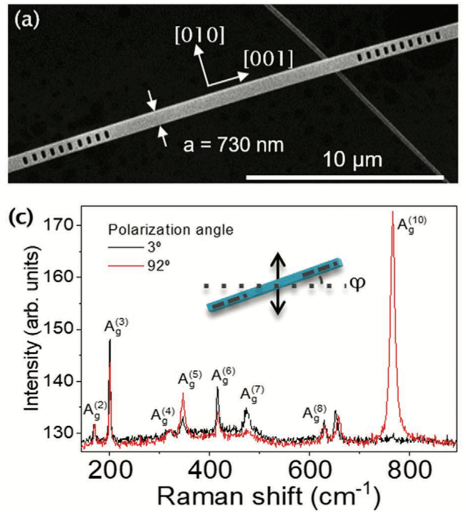 (a)
[010]
[001]
a = 730 nm
10 µm
(c)
170
160
150
140
130
Intensity (arb. units)
Polarization angle
3º
92º
φ
A_g^(2)
A_g^(3)
A_g^(4)
A_g^(5)
A_g^(6)
A_g^(7)
A_g^(8)
A_g^(10)
200
400
600
800
Raman shift (cm⁻¹)